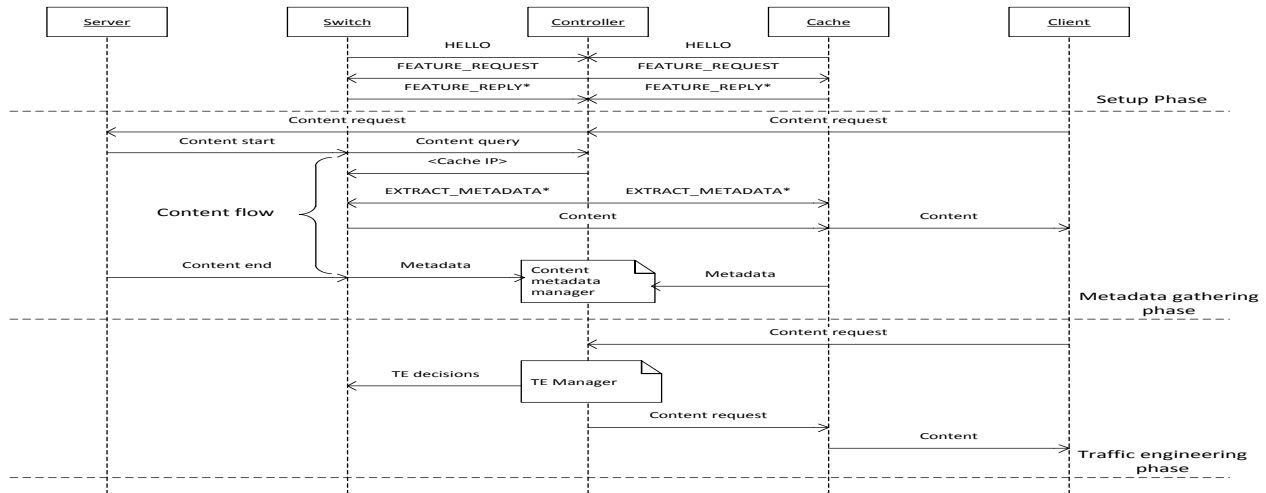 Server
Switch
Controller
Cache
Client
HELLO
HELLO
FEATURE_REQUEST
FEATURE_REQUEST
FEATURE_REPLY*
FEATURE_REPLY*
Setup Phase
Content request
Content request
Content start
Content query
<Cache IP>
EXTRACT_METADATA*
EXTRACT_METADATA*
Content flow
Content
Content
Content end
Metadata
Content
metadata
manager
Metadata
Metadata gathering
phase
Content request
TE decisions
TE Manager
Content request
Content
Traffic engineering
phase